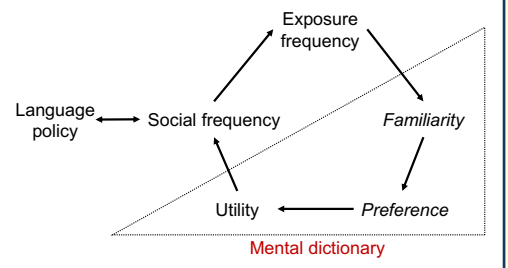 Exposure
frequency
Language
policy
Social frequency
Familiarity
Utility
Preference
Mental dictionary